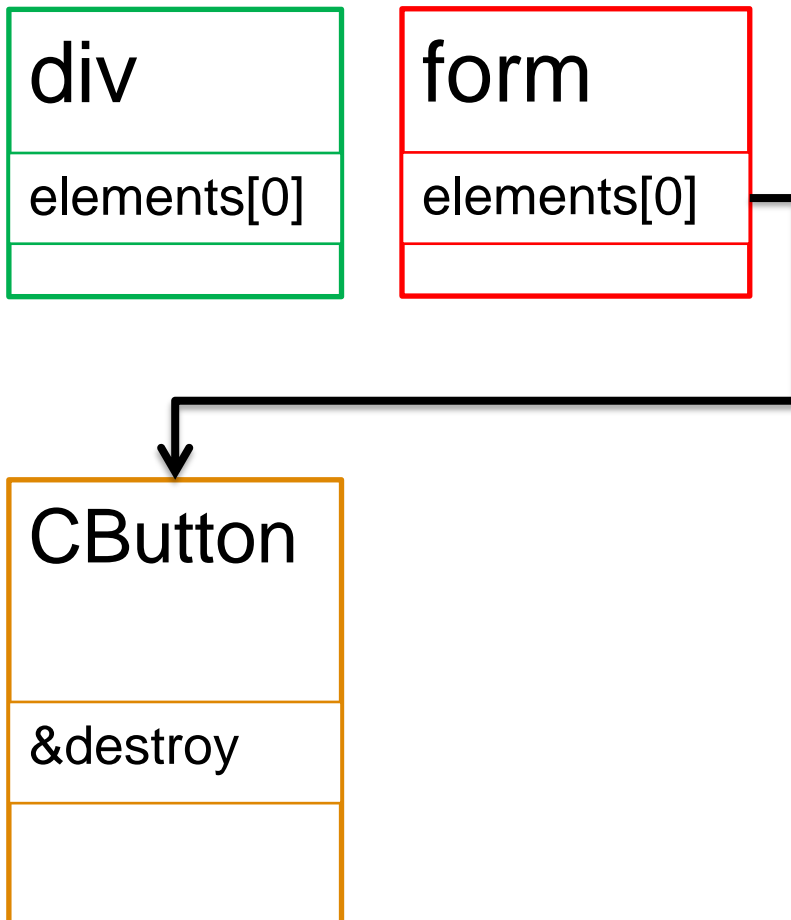 div
elements[0]
form
elements[0]
CButton
&destroy